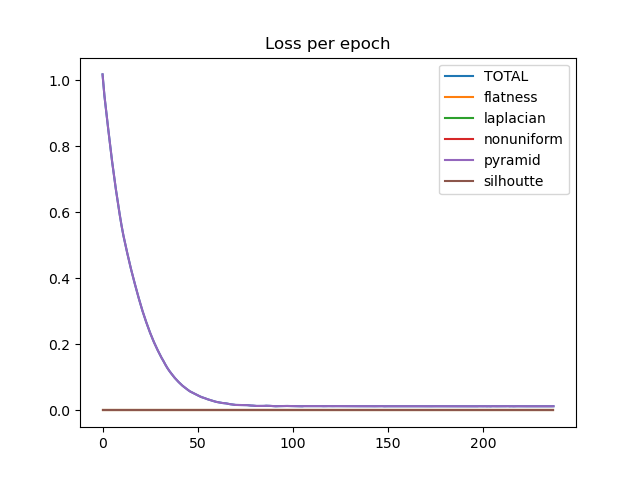 Loss per epoch
1.0
0.8
0.6
0.4
0.2
0.0
0 50 100 150 200
TOTAL
flatness
laplacian
nonuniform
pyramid
silhoutte